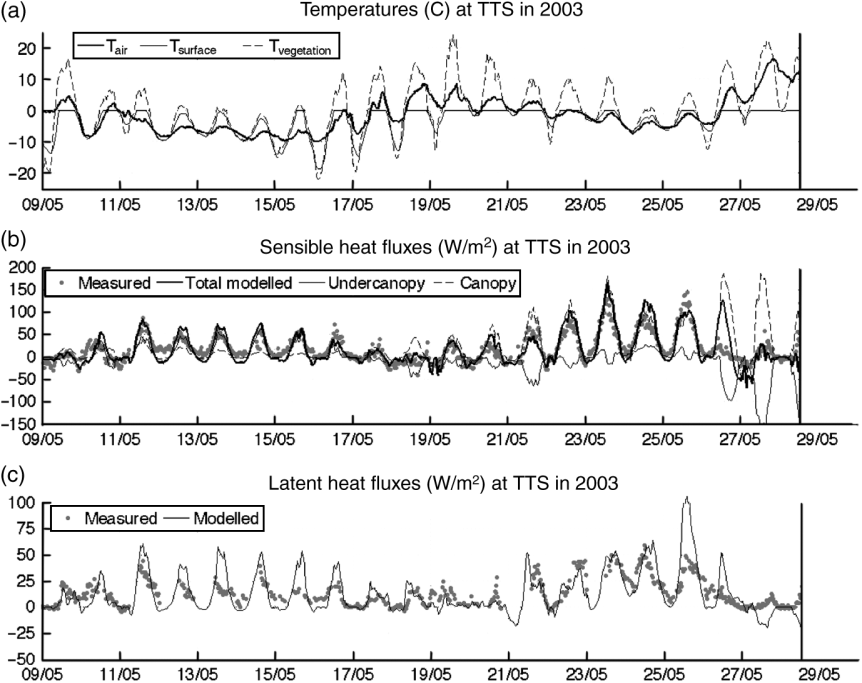 (a)
Temperatures (C) at TTS in 2003
Tair Tsurface Tvegetation
20
10
0
−10
−20
09/05 11/05 13/05 15/05 17/05 19/05 21/05 23/05 25/05 27/05 29/05
(b)
Sensible heat fluxes (W/m²) at TTS in 2003
Measured Total modelled Undercanopy Canopy
200
150
100
50
0
−50
−100
−150
09/05 11/05 13/05 15/05 17/05 19/05 21/05 23/05 25/05 27/05 29/05
(c)
Latent heat fluxes (W/m²) at TTS in 2003
Measured Modelled
100
75
50
25
0
−25
50
09/05 11/05 13/05 15/05 17/05 19/05 21/05 23/05 25/05 27/05 29/05